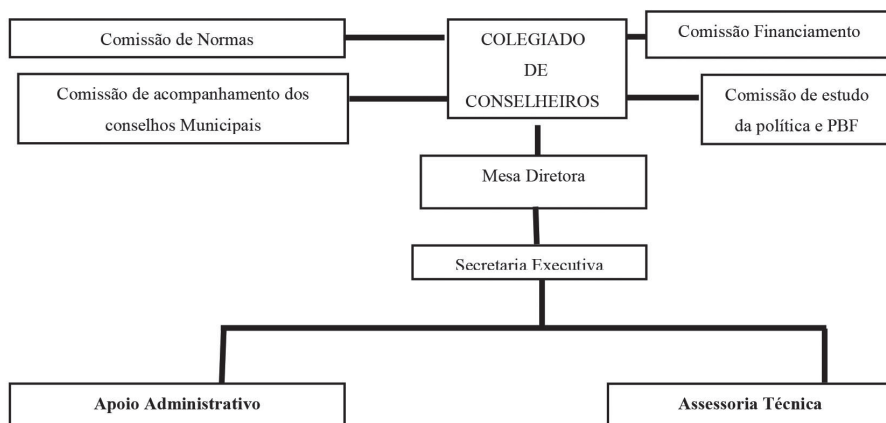 Comissão de Normas
COLEGIADO
DE
CONSELHEIROS
Comissão Financiamento
Comissão de acompanhamento dos
conselhos Municipais
Comissão de estudo
da política e PBF
Mesa Diretora
Secretaria Executiva
Apoio Administrativo
Assessoria Técnica